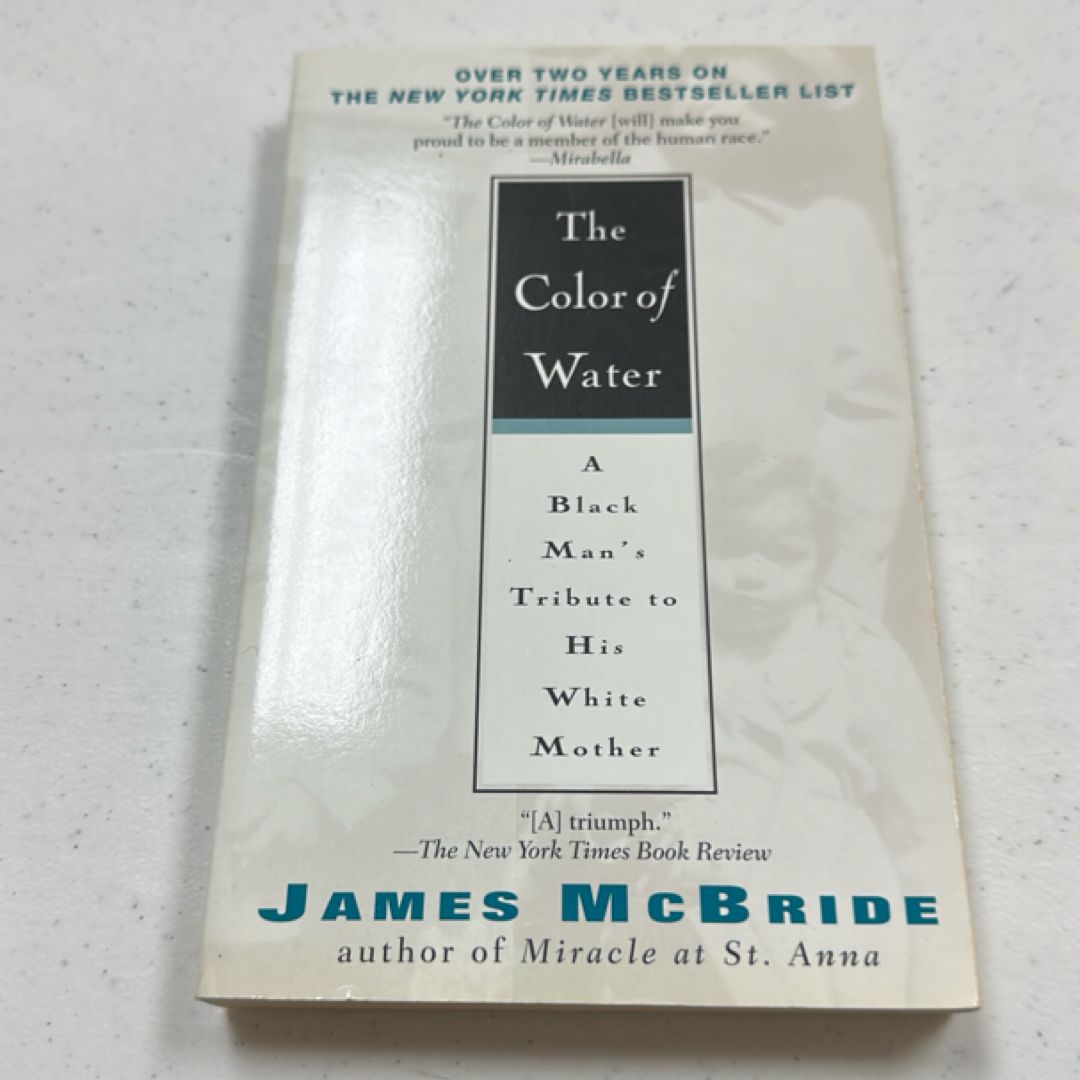 OVER TWO YEARS ON
THE NEW YORK TIMES BESTSELLER LIST
"The Color of Water [will] make you
proud to be a member of the human race."
—Mirabella
The
Color of
Water
A
Black
Man's
Tribute to
His
White
Mother
"[A] triumph."
—The New York Times Book Review
JAMES MCBRIDE
author of Miracle at St. Anna